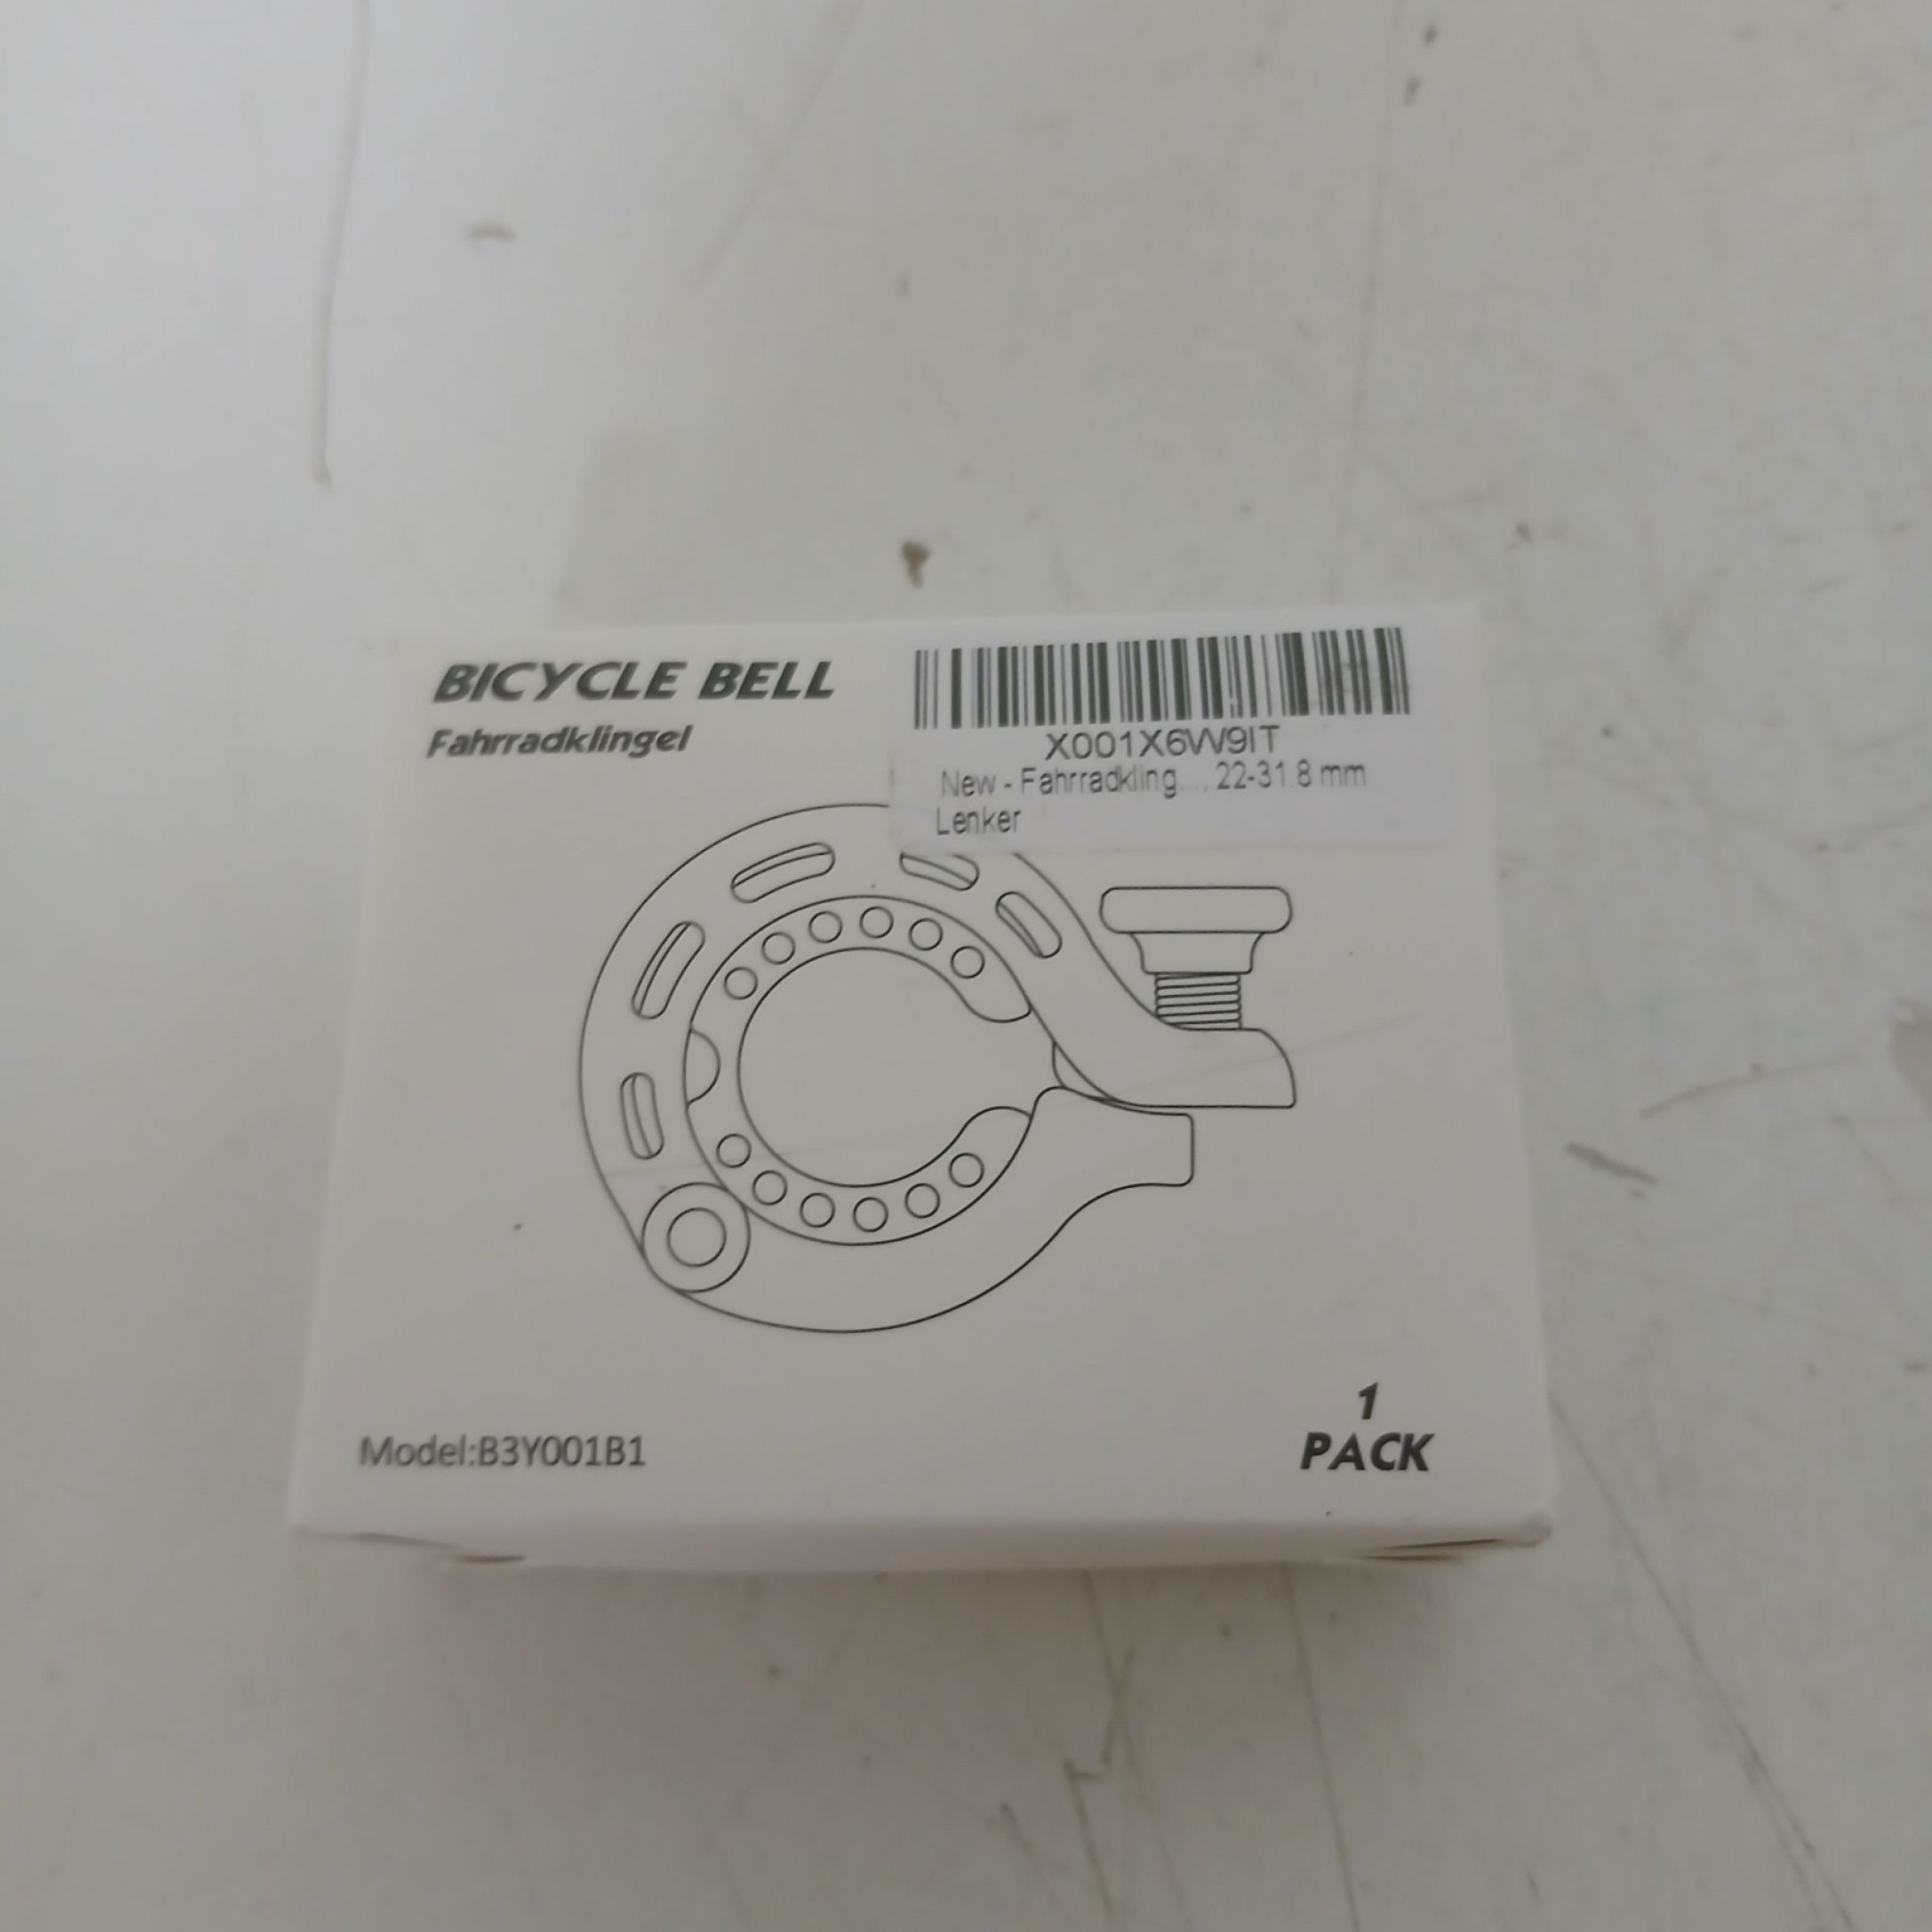 BICYCLE BELL
Fahrradklingel
X001X6W9IT
New - Fahrradkling..., 22-31.8 mm
Lenker
Model:B3Y001B1
1
PACK